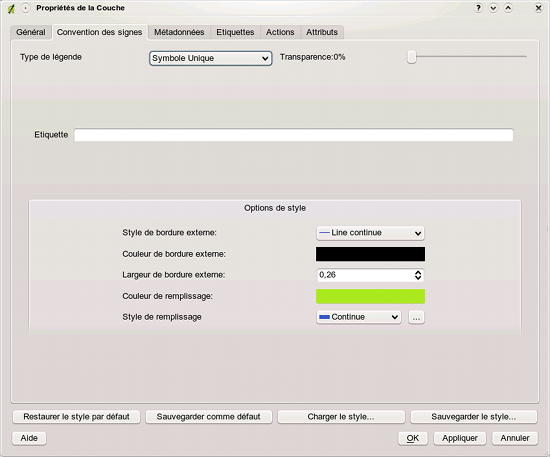 Propriétés de la Couche
Général Convention des signes Métadonnées Etiquettes Actions Attributs
Type de légende Symbole Unique Transparence:0%
Etiquette
Options de style
Style de bordure externe: Line continue
Couleur de bordure externe:
Largeur de bordure externe: 0,26
Couleur de remplissage:
Style de remplissage Continue ...
Restaurer le style par défaut Sauvegarder comme défaut Charger le style... Sauvegarder le style...
Aide OK Appliquer Annuler